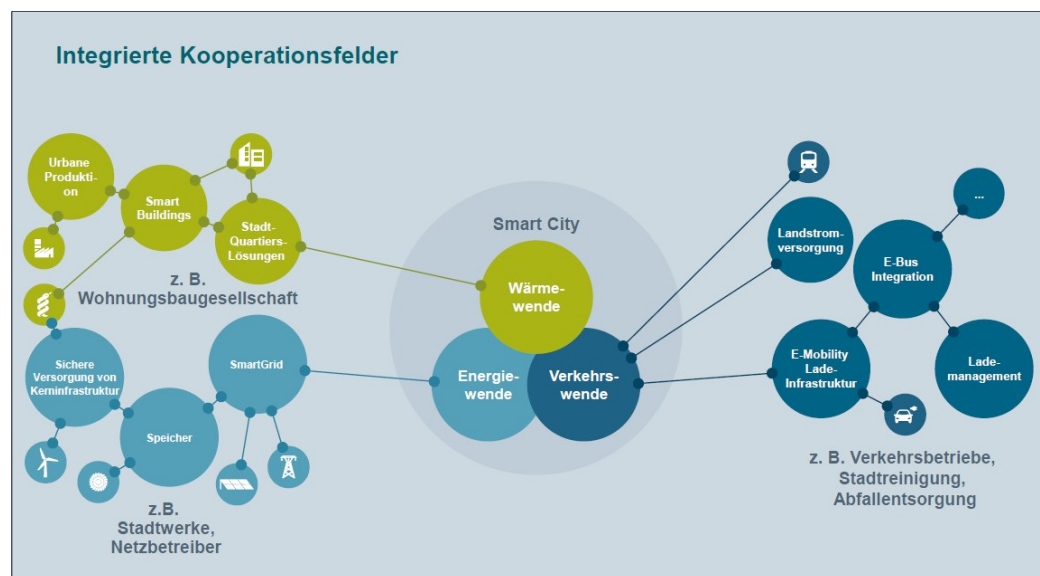 Integrierte Kooperationsfelder
Urbane
Produkti-
on
Smart
Buildings
Stadt-
Quartiers-
Lösungen
z. B.
Wohnungsbaugesellschaft
Sichere
Versorgung von
Kerninfrastruktur
SmartGrid
Speicher
z.B.
Stadtwerke,
Netzbetreiber
Smart City
Wärme-
wende
Energie-
wende
Verkehrs-
wende
Landstrom-
versorgung
...
E-Bus
Integration
E-Mobility
Lade-
Infrastruktur
Lade-
management
z. B. Verkehrsbetriebe,
Stadtreinigung,
Abfallentsorgung